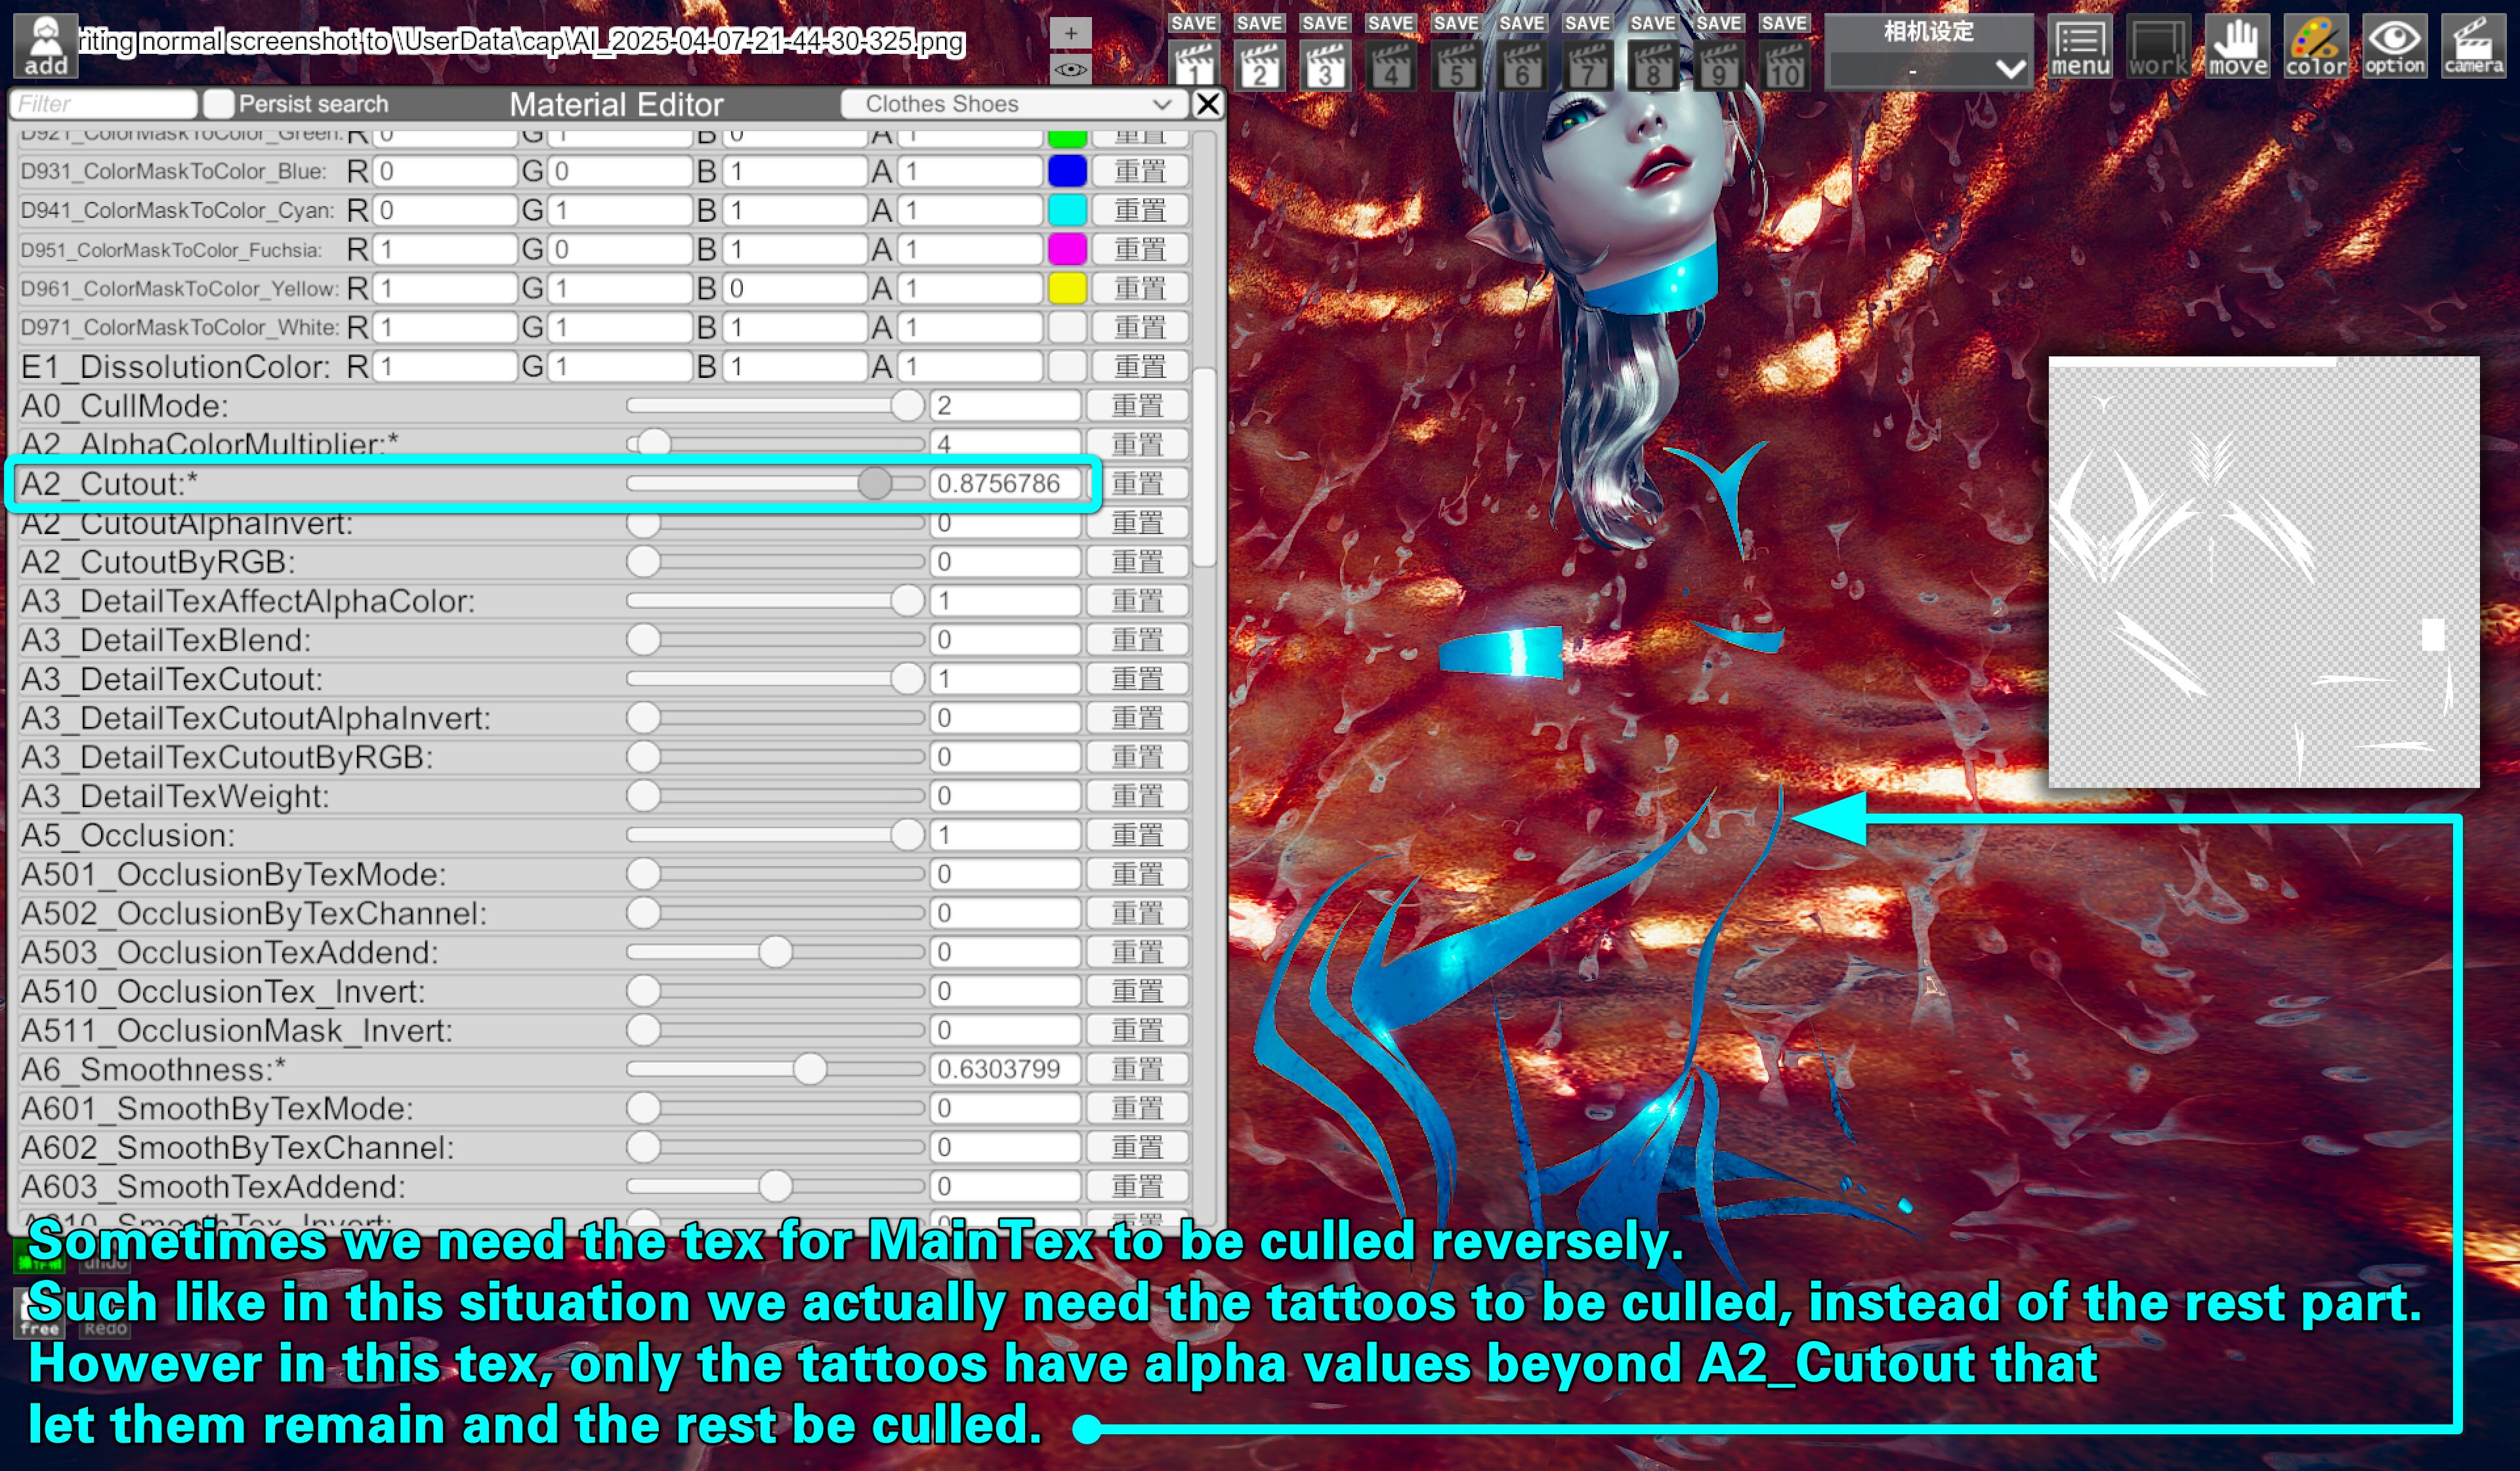 add
riting normal screenshot to \UserData\cap\AI_2025-04-07-21-44-30-325.png
+
SAVE SAVE SAVE SAVE SAVE SAVE SAVE SAVE SAVE SAVE
1 2 3 4 5 6 7 8 9 10
相机设定
-
menu work move color option camera
Filter Persist search Material Editor Clothes Shoes
D921_ColorMaskToColor_Green: R 0 G 1 B 0 A 1 重置
D931_ColorMaskToColor_Blue: R 0 G 0 B 1 A 1 重置
D941_ColorMaskToColor_Cyan: R 0 G 1 B 1 A 1 重置
D951_ColorMaskToColor_Fuchsia: R 1 G 0 B 1 A 1 重置
D961_ColorMaskToColor_Yellow: R 1 G 1 B 0 A 1 重置
D971_ColorMaskToColor_White: R 1 G 1 B 1 A 1 重置
E1_DissolutionColor: R 1 G 1 B 1 A 1 重置
A0_CullMode: 2 重置
A2_AlphaColorMultiplier:* 4 重置
A2_Cutout:* 0.8756786 重置
A2_CutoutAlphaInvert: 0 重置
A2_CutoutByRGB: 0 重置
A3_DetailTexAffectAlphaColor: 1 重置
A3_DetailTexBlend: 0 重置
A3_DetailTexCutout: 1 重置
A3_DetailTexCutoutAlphaInvert: 0 重置
A3_DetailTexCutoutByRGB: 0 重置
A3_DetailTexWeight: 0 重置
A5_Occlusion: 1 重置
A501_OcclusionByTexMode: 0 重置
A502_OcclusionByTexChannel: 0 重置
A503_OcclusionTexAddend: 0 重置
A510_OcclusionTex_Invert: 0 重置
A511_OcclusionMask_Invert: 0 重置
A6_Smoothness:* 0.6303799 重置
A601_SmoothByTexMode: 0 重置
A602_SmoothByTexChannel: 0 重置
A603_SmoothTexAddend: 0 重置
A610_SmoothTex_Invert: 0 重置
Sometimes we need the tex for MainTex to be culled reversely.
undo
Such like in this situation we actually need the tattoos to be culled, instead of the rest part.
free Redo
However in this tex, only the tattoos have alpha values beyond A2_Cutout that
let them remain and the rest be culled.